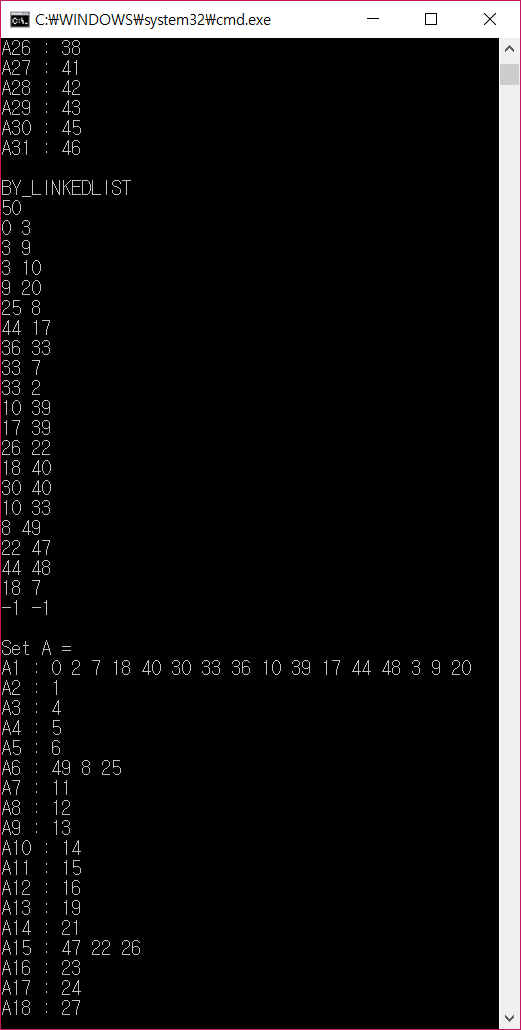 C:₩WINDOWS₩system32₩cmd.exe
A26 : 38
A27 : 41
A28 : 42
A29 : 43
A30 : 45
A31 : 46
BY_LINKEDLIST
50
0 3
3 9
3 10
9 20
25 8
44 17
36 33
33 7
33 2
10 39
17 39
26 22
18 40
30 40
10 33
8 49
22 47
44 48
18 7
-1 -1
Set A =
A1 : 0 2 7 18 40 30 33 36 10 39 17 44 48 3 9 20
A2 : 1
A3 : 4
A4 : 5
A5 : 6
A6 : 49 8 25
A7 : 11
A8 : 12
A9 : 13
A10 : 14
A11 : 15
A12 : 16
A13 : 19
A14 : 21
A15 : 47 22 26
A16 : 23
A17 : 24
A18 : 27